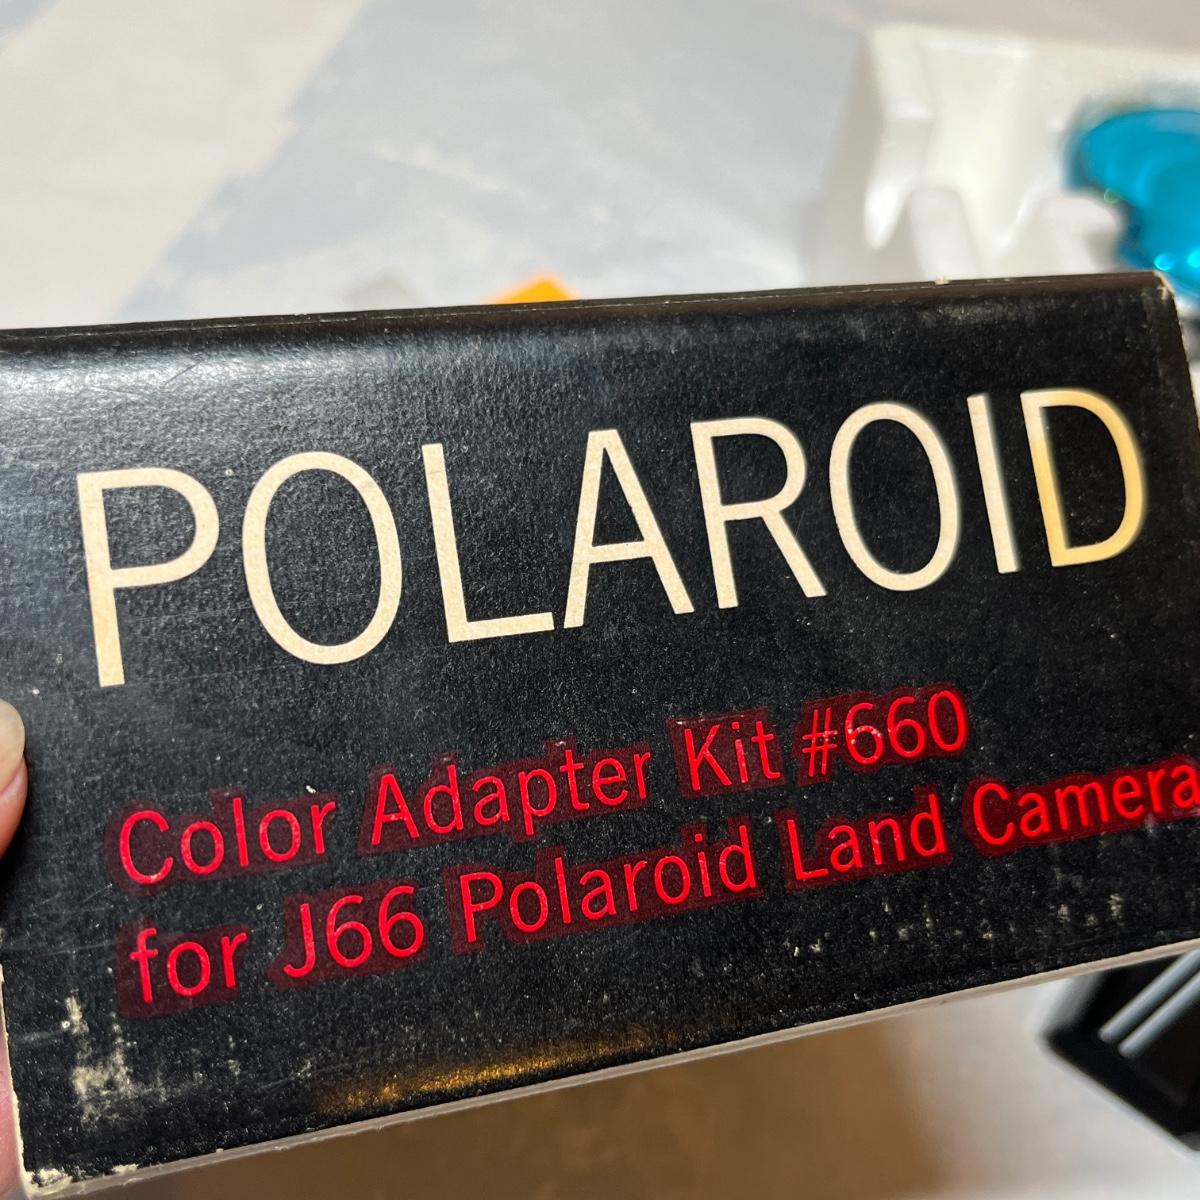 POLAROID
Color Adapter Kit #660
for J66 Polaroid Land Camera